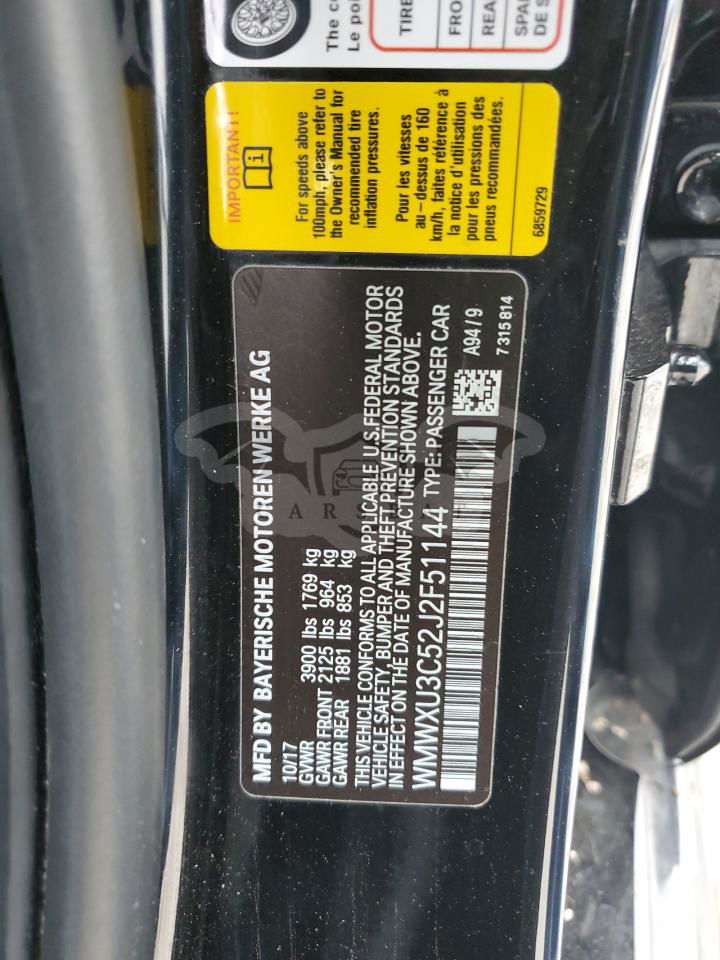 MFD BY BAYERISCHE MOTOREN WERKE AG
10/17
GVWR 3900 lbs 1769 kg
GAWR FRONT 2125 lbs 964 kg
GAWR REAR 1881 lbs 853 kg
THIS VEHICLE CONFORMS TO ALL APPLICABLE U.S. FEDERAL MOTOR
VEHICLE SAFETY, BUMPER AND THEFT PREVENTION STANDARDS
IN EFFECT ON THE DATE OF MANUFACTURE SHOWN ABOVE.
WMWXU3C52J2F51144 TYPE: PASSENGER CAR
A94/9
7 315 814
IMPORTANT!
For speeds above
100mph, please refer to
the Owner's Manual for
recommended tire
inflation pressures.
Pour les vitesses
au-dessus de 160
km/h, faites référence à
la notice d'utilisation
pour les pressions des
pneus recommandées.
6859729
The co
Le poi
TIRE
FRO
REA
SPA
DE S